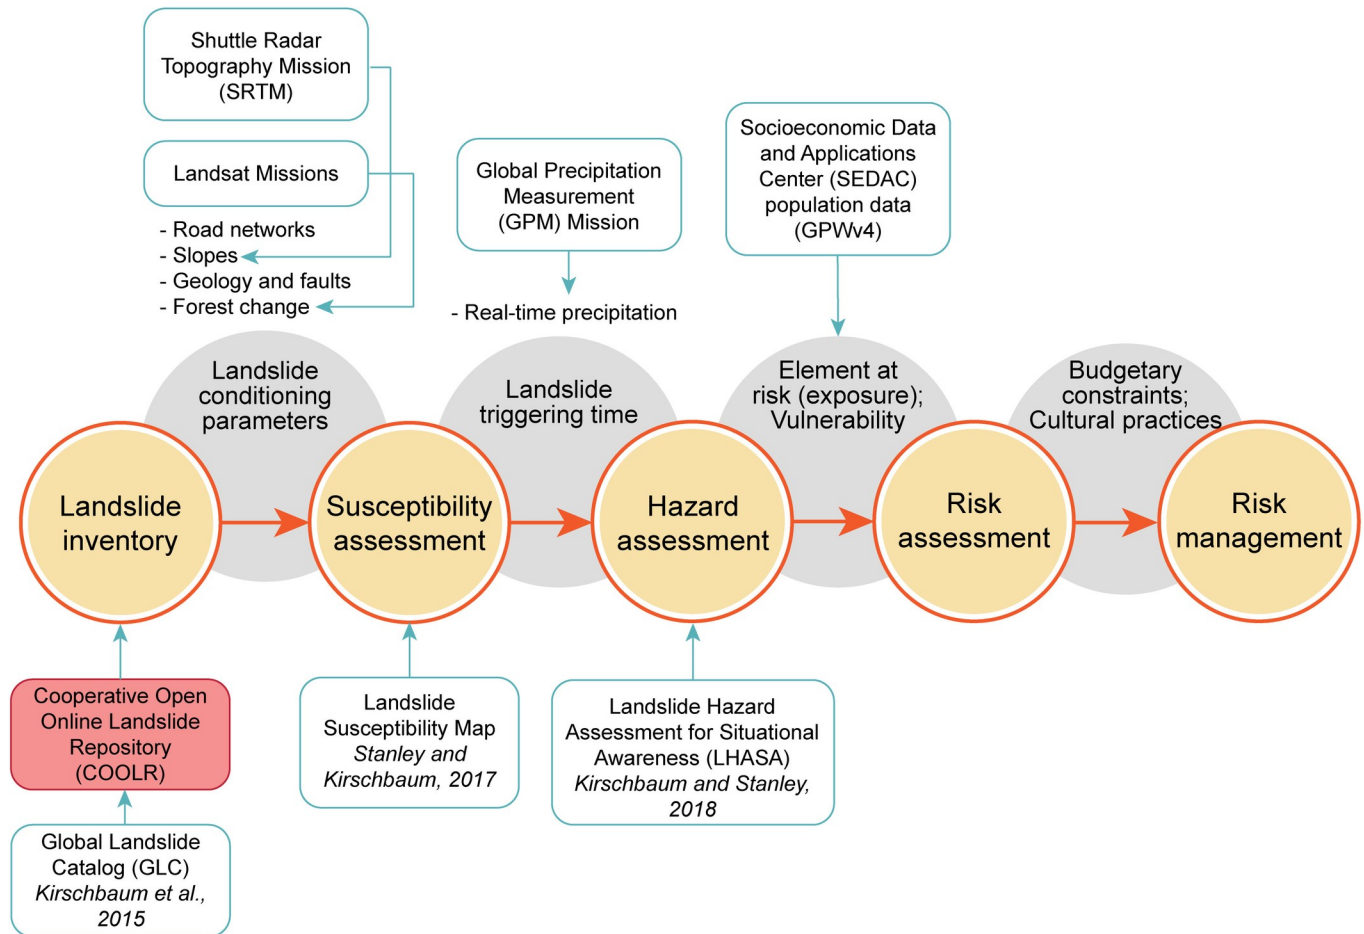 Shuttle Radar
Topography Mission
(SRTM)
Landsat Missions
- Road networks
- Slopes
- Geology and faults
- Forest change
Global Precipitation
Measurement
(GPM) Mission
- Real-time precipitation
Socioeconomic Data
and Applications
Center (SEDAC)
population data
(GPWv4)
Landslide
conditioning
parameters
Landslide
triggering time
Element at
risk (exposure);
Vulnerability
Budgetary
constraints;
Cultural practices
Landslide
inventory
Susceptibility
assessment
Hazard
assessment
Risk
assessment
Risk
management
Cooperative Open
Online Landslide
Repository
(COOLR)
Global Landslide
Catalog (GLC)
Kirschbaum et al.,
2015
Landslide
Susceptibility Map
Stanley and
Kirschbaum, 2017
Landslide Hazard
Assessment for Situational
Awareness (LHASA)
Kirschbaum and Stanley,
2018